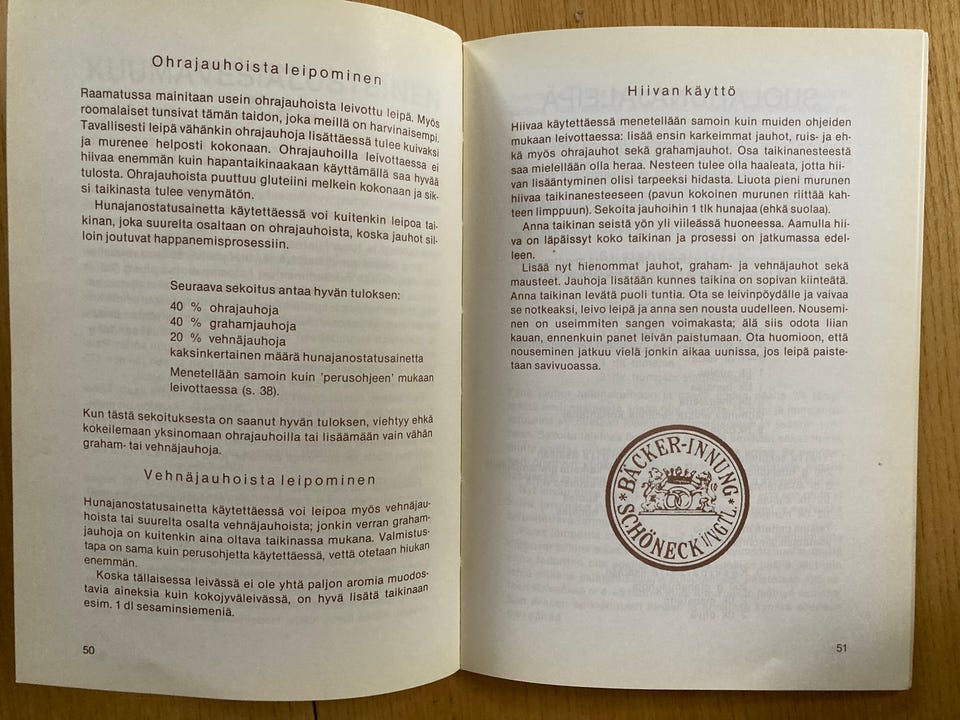 Ohrajauhoista leipominen
Raamatussa mainitaan usein ohrajauhoista leivottu leipä. Myös
roomalaiset tunsivat tämän taidon, joka meillä on harvinaisempi.
Tavallisesti leipä vähänkin ohrajauhoja lisättäessä tulee kuivaksi
ja murenee helposti kokonaan. Ohrajauhoilla leivottaessa ei
hiivaa enemmän kuin hapantaikinaakaan käyttämällä saa hyvää
tulosta. Ohrajauhoista puuttuu gluteiini melkein kokonaan ja sik-
si taikinasta tulee venymätön.
Hunajanostatusainetta käytettäessä voi kuitenkin leipoa tai-
kinan, joka suurelta osaltaan on ohrajauhoista, koska jauhot sil-
loin joutuvat happanemisprosessiin.
Seuraava sekoitus antaa hyvän tuloksen:
40 % ohrajauhoja
40 % grahamjauhoja
20 % vehnäjauhoja
kaksinkertainen määrä hunajanostatusainetta
Menetellään samoin kuin 'perusohjeen' mukaan
leivottaessa (s. 38).
Kun tästä sekoituksesta on saanut hyvän tuloksen, viehtyy ehkä
kokeilemaan yksinomaan ohrajauhoilla tai lisäämään vain vähän
graham- tai vehnäjauhoja.
Vehnäjauhoista leipominen
Hunajanostatusainetta käytettäessä voi leipoa myös vehnäjau-
hoista tai suurelta osalta vehnäjauhoista; jonkin verran graham-
jauhoja on kuitenkin aina oltava taikinassa mukana. Valmistus-
tapa on sama kuin perusohjetta käytettäessä, vettä otetaan hiukan
enemmän.
Koska tällaisessa leivässä ei ole yhtä paljon aromia muodos-
tavia aineksia kuin kokojyväleivässä, on hyvä lisätä taikinaan
esim. 1 dl sesaminsiemeniä.
50
Hiivan käyttö
Hiivaa käytettäessä menetellään samoin kuin muiden ohjeiden
mukaan leivottaessa: lisää ensin karkeimmat jauhot, ruis- ja eh-
kä myös ohrajauhot sekä grahamjauhot. Osa taikinanesteestä
saa mielellään olla heraa. Nesteen tulee olla haaleata, jotta hii-
van lisääntyminen olisi tarpeeksi hidasta. Liuota pieni murunen
hiivaa taikinanesteeseen (pavun kokoinen murunen riittää kah-
teen limppuun). Sekoita jauhoihin 1 tlk hunajaa (ehkä suolaa).
Anna taikinan seistä yön yli viileässä huoneessa. Aamulla hii-
va on läpäissyt koko taikinan ja prosessi on jatkumassa edel-
leen.
Lisää nyt hienommat jauhot, graham- ja vehnäjauhot sekä
mausteet. Jauhoja lisätään kunnes taikina on sopivan kiinteätä.
Anna taikinan levätä puoli tuntia. Ota se leivinpöydälle ja vaivaa
se notkeaksi, leivo leipä ja anna sen nousta uudelleen. Nousemi-
nen on useimmiten sangen voimakasta; älä siis odota liian
kauan, ennenkuin panet leivän paistumaan. Ota huomioon, että
nouseminen jatkuu vielä jonkin aikaa uunissa, jos leipä paiste-
taan savivuoassa.
* BÄCKER-INNUNG *
SCHÖNECK I/VGTL.
51